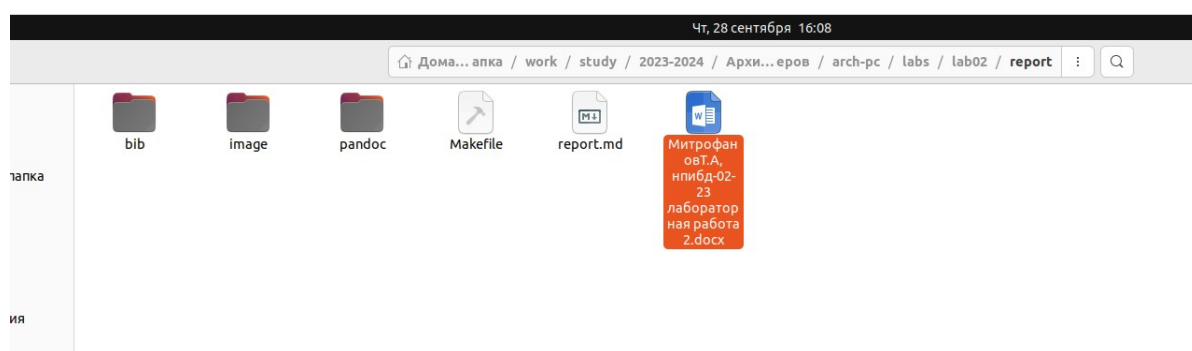 Чт, 28 сентября 16:08
Дома... апка / work / study / 2023-2024 / Архи...еров / arch-pc / labs / lab02 / report
bib image pandoc Makefile report.md Митрофан
овТ.А,
нпибд-02-
23
лаборатор
ная работа
2.docx
папка
ия